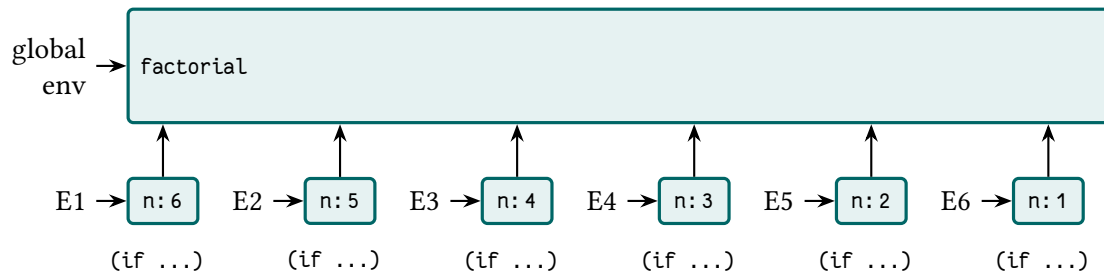 global
env
factorial
E1 n: 6 E2 n: 5 E3 n: 4 E4 n: 3 E5 n: 2 E6 n: 1
(if ...) (if ...) (if ...) (if ...) (if ...) (if ...)